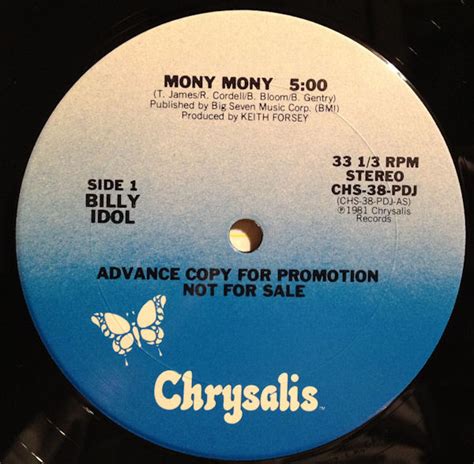 MONY MONY 5:00
(T. James/R. Cordell/B. Bloom/B. Gentry)
Published by Big Seven Music Corp. (BMI)
Produced by KEITH FORSEY
SIDE 1
BILLY
IDOL
33 1/3 RPM
STEREO
CHS-38-PDJ
(CHS-38-PDJ-AS)
℗1981 Chrysalis
Records
ADVANCE COPY FOR PROMOTION
NOT FOR SALE
Chrysalis™